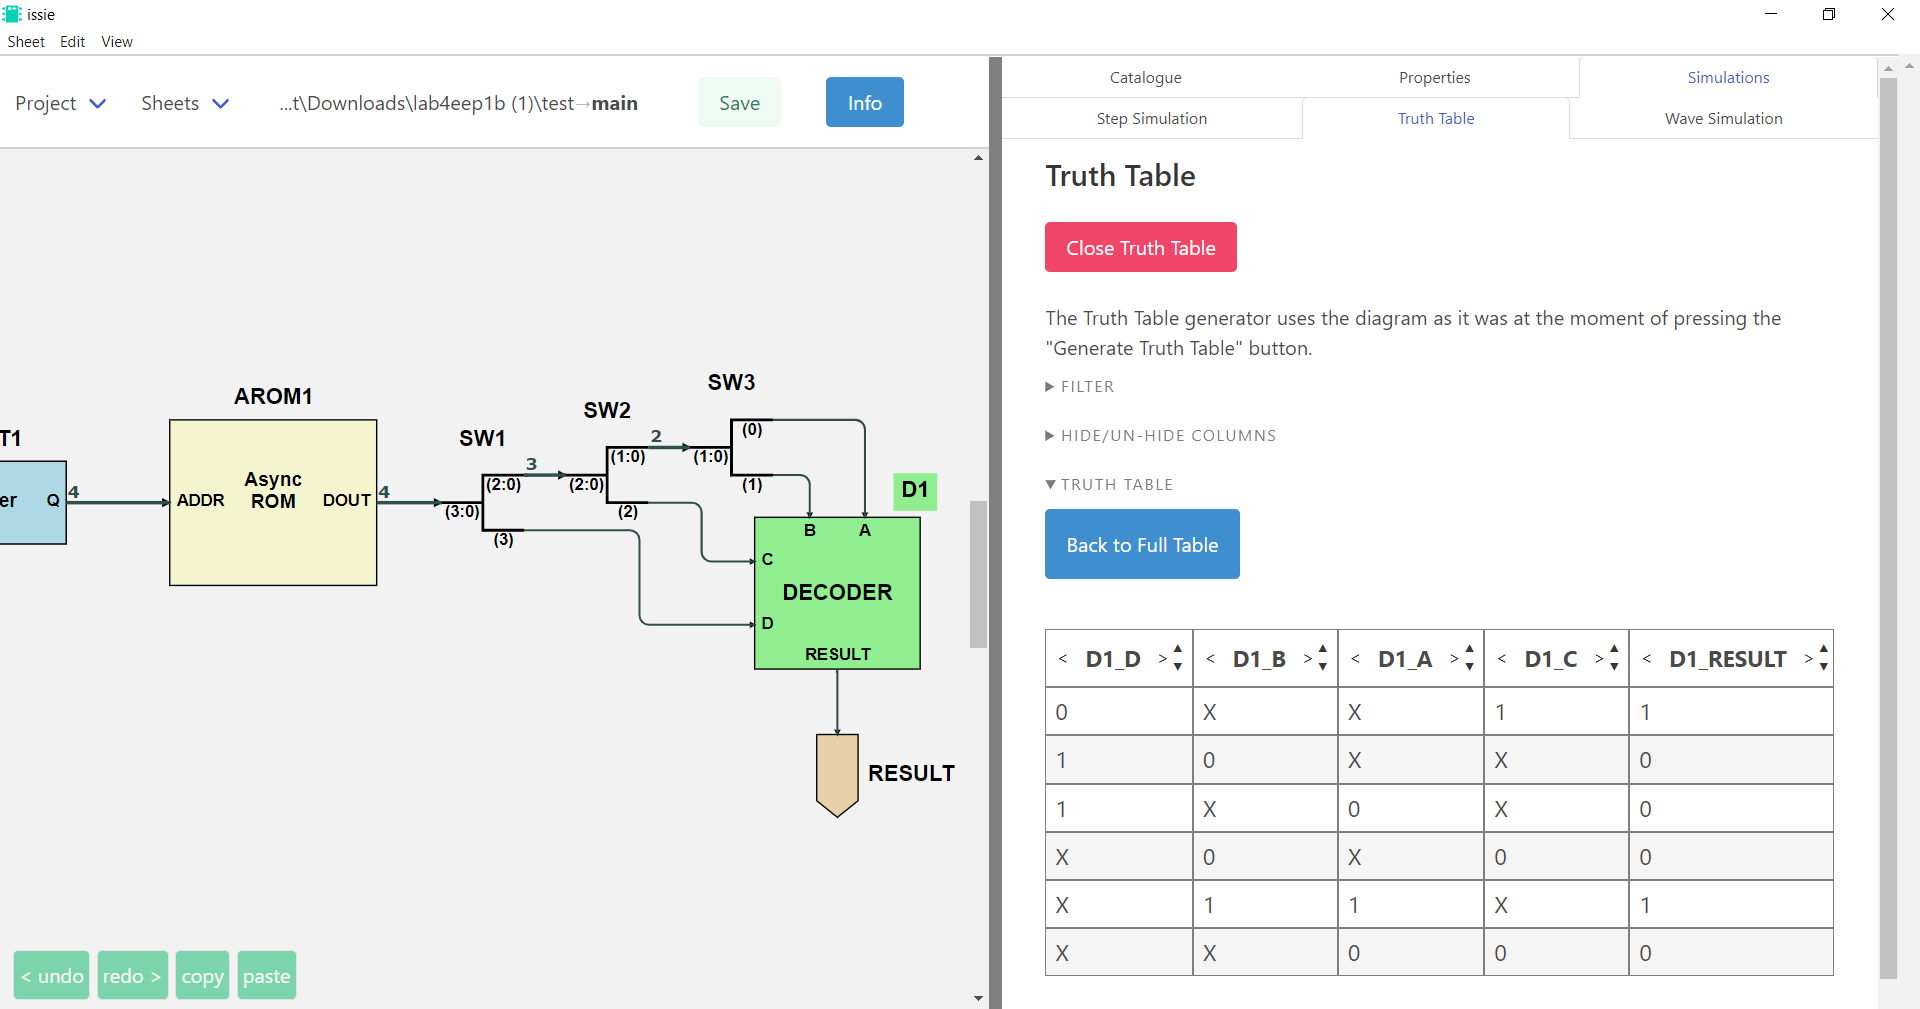 issie
Sheet Edit View
Project Sheets ...t\Downloads\lab4eep1b (1)\test→main Save Info
Catalogue Properties Simulations
Step Simulation Truth Table Wave Simulation
Truth Table
Close Truth Table
The Truth Table generator uses the diagram as it was at the moment of pressing the
"Generate Truth Table" button.
FILTER
HIDE/UN-HIDE COLUMNS
TRUTH TABLE
Back to Full Table
< D1_D > < D1_B > < D1_A > < D1_C > < D1_RESULT >
0 X X 1 1
1 0 X X 0
1 X 0 X 0
X 0 X 0 0
X 1 1 X 1
X X 0 0 0
T1
er Q
4
AROM1
ADDR Async ROM DOUT
4
SW1
(3:0) (2:0) (3)
3
SW2
(2:0) (1:0) (2)
2
SW3
(1:0) (0) (1)
D1
B A
C
DECODER
D
RESULT
RESULT
< undo redo > copy paste